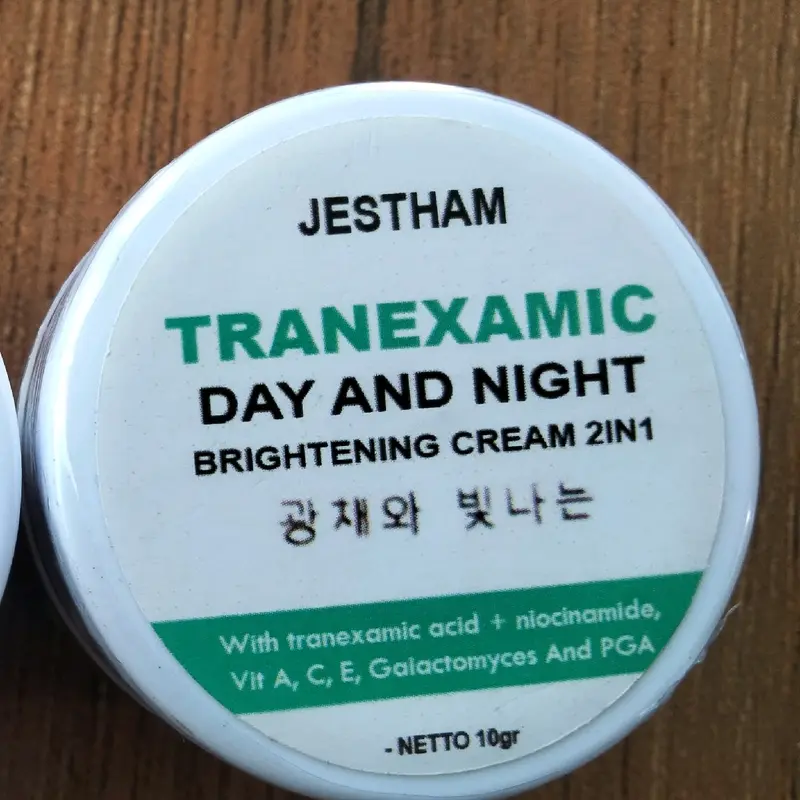 JESTHAM
TRANEXAMIC
DAY AND NIGHT
BRIGHTENING CREAM 2IN1
광채와 빛나는
With tranexamic acid + niocinamide,
Vit A, C, E, Galactomyces And PGA
- NETTO 10gr